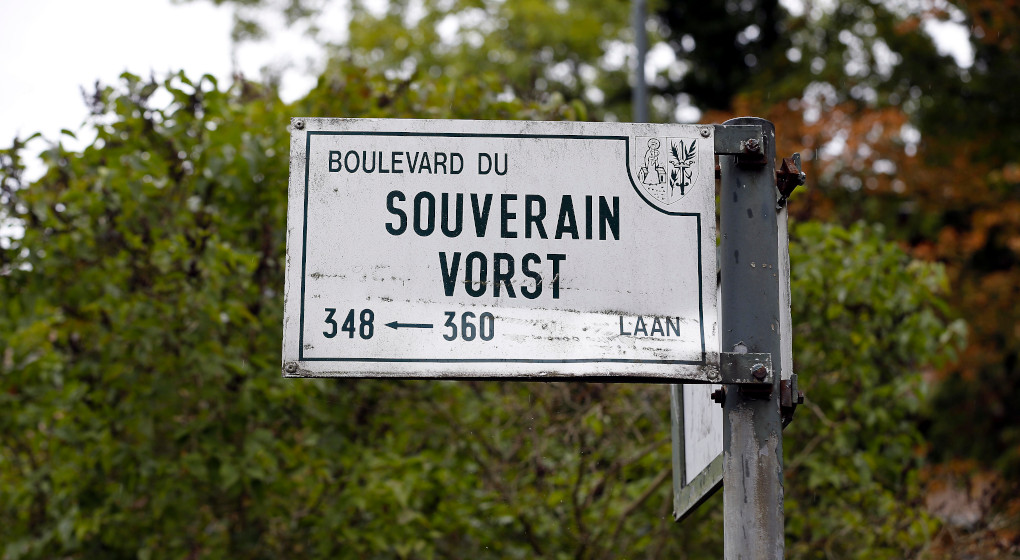 BOULEVARD DU
SOUVERAIN
VORST
348 ← 360 LAAN